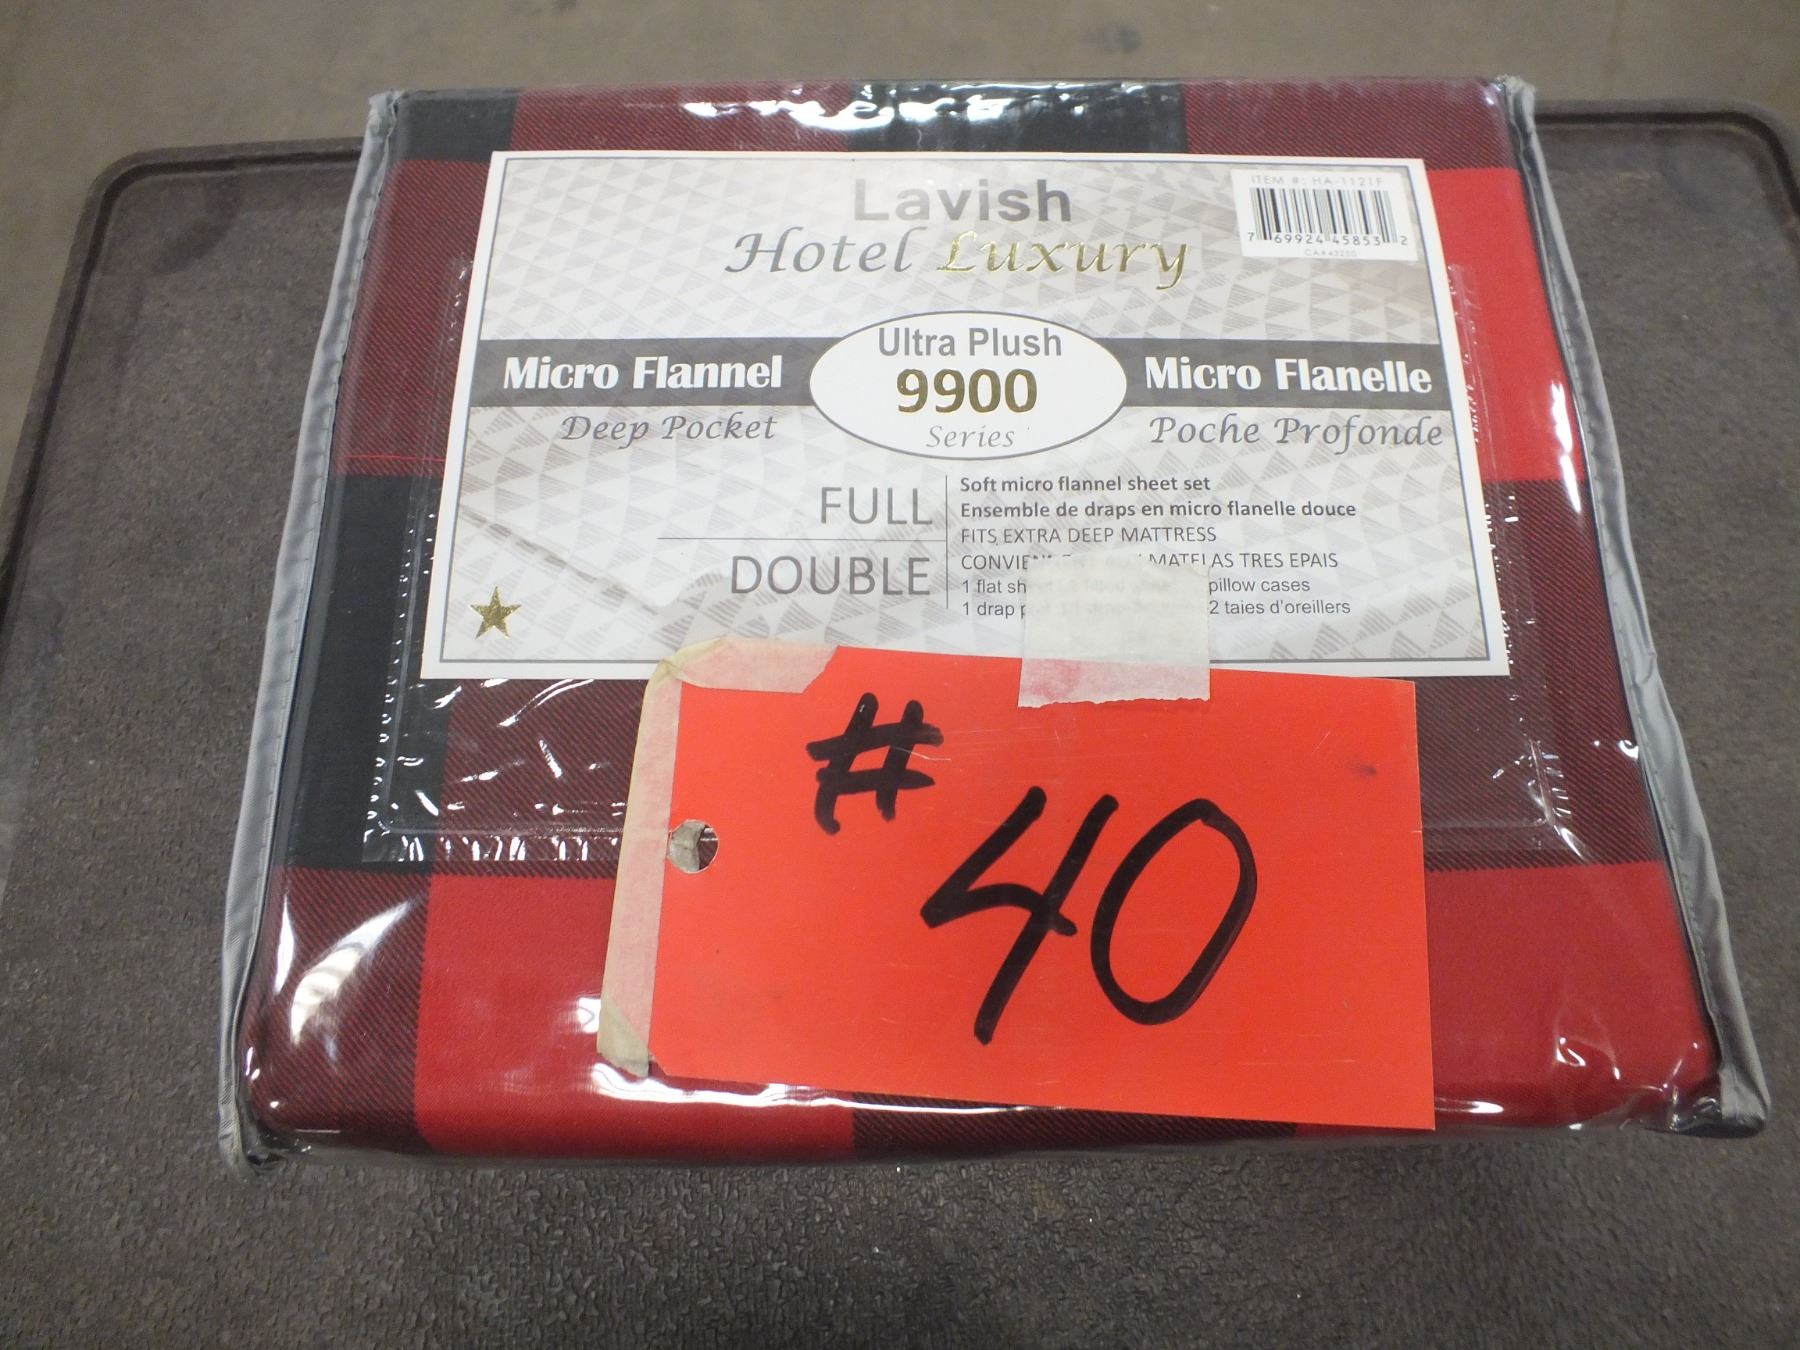 Lavish
Hotel Luxury
ITEM #: HA-1121F
7 69924 45853 2
CA#42250
Ultra Plush
9900
Series
Micro Flannel
Deep Pocket
Micro Flanelle
Poche Profonde
FULL
DOUBLE
Soft micro flannel sheet set
Ensemble de draps en micro flanelle douce
FITS EXTRA DEEP MATTRESS
MATELAS TRES EPAIS
1 flat pillow cases
1 drap 2 taies d'oreillers
# 40